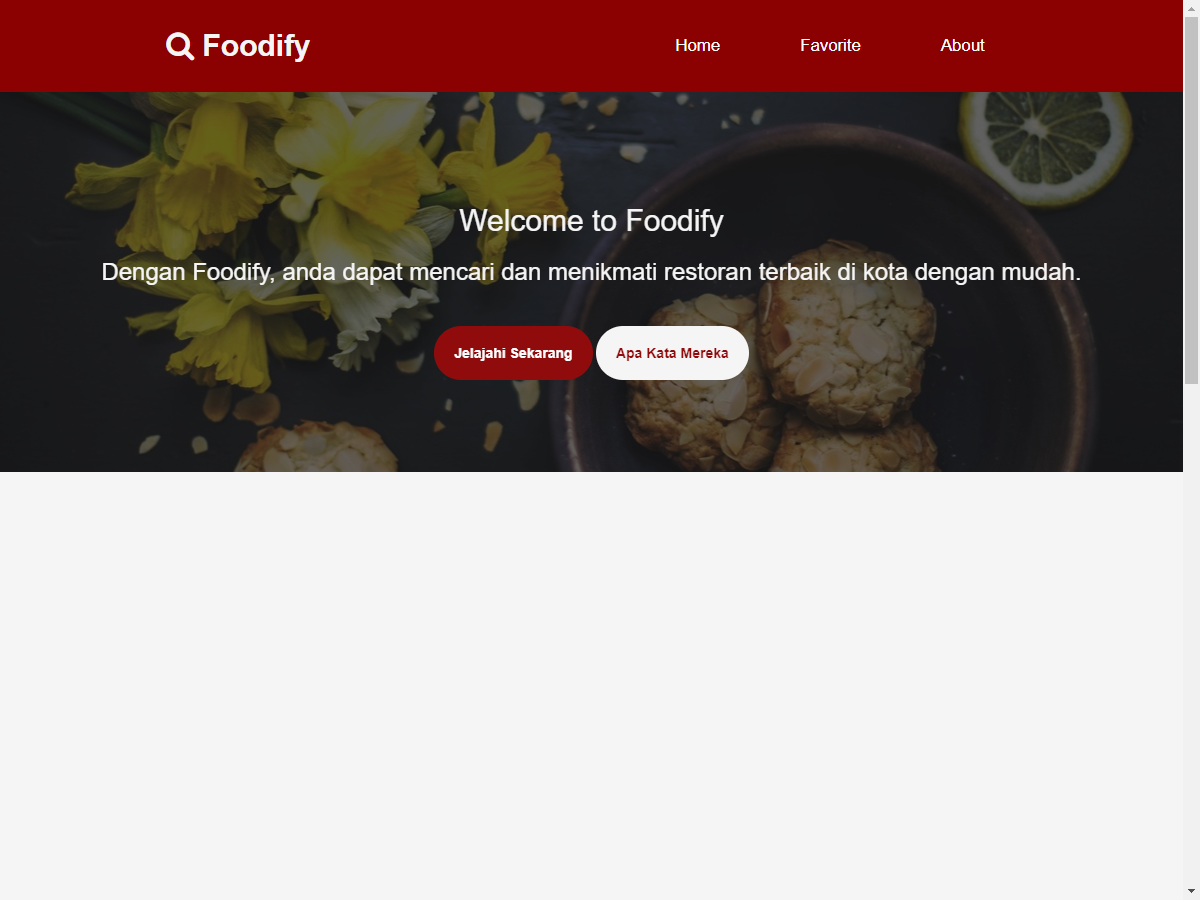 Foodify
Home
Favorite
About
Welcome to Foodify
Dengan Foodify, anda dapat mencari dan menikmati restoran terbaik di kota dengan mudah.
Jelajahi Sekarang
Apa Kata Mereka